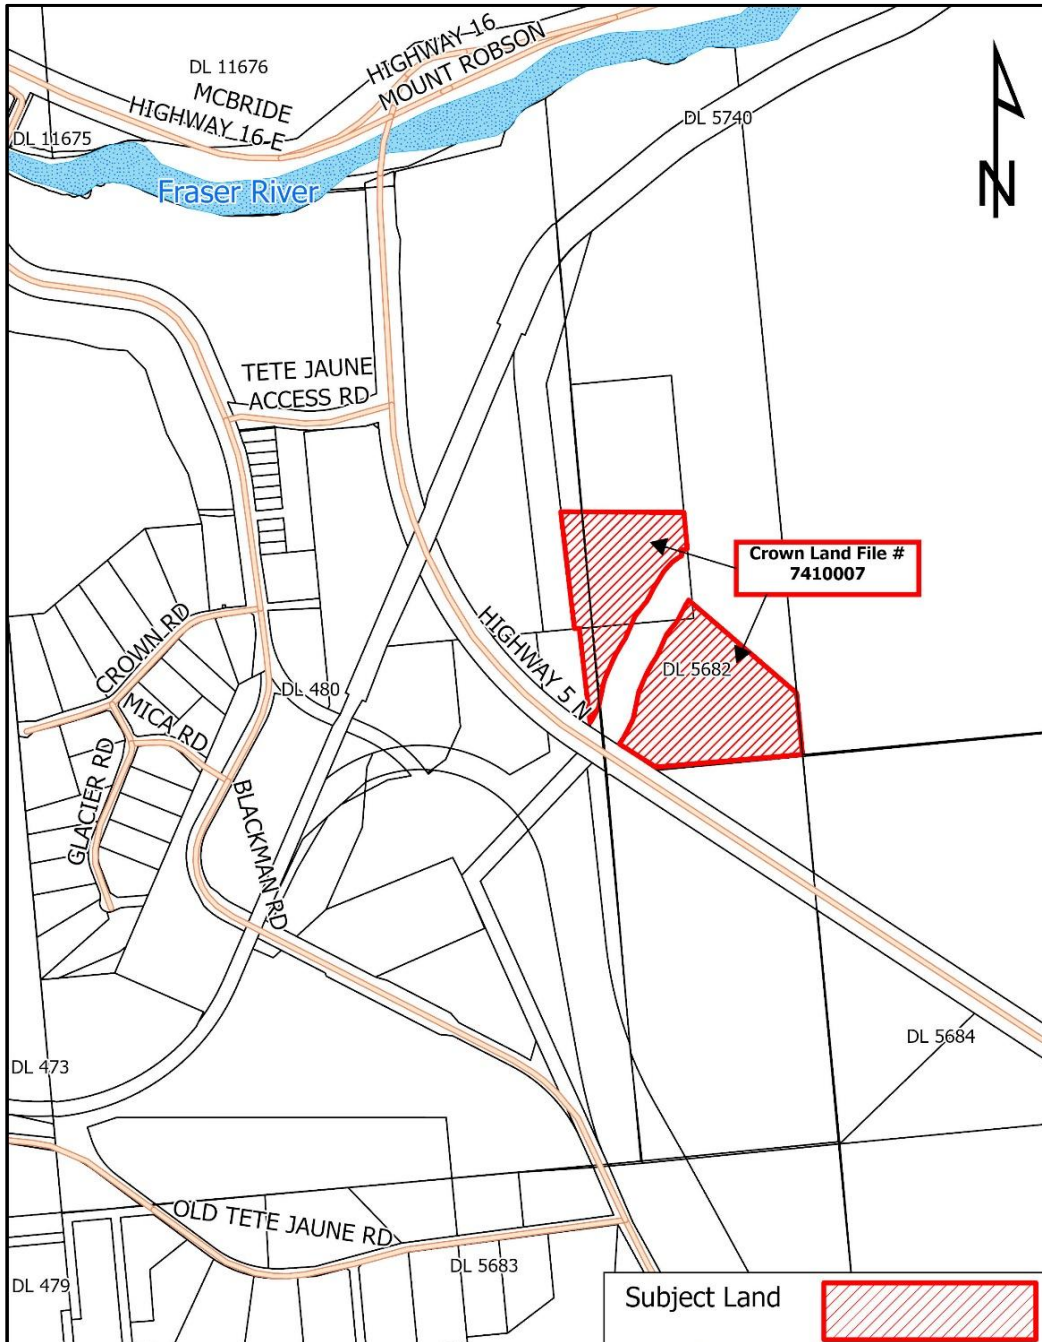 HIGHWAY 16
MOUNT ROBSON
DL 11676
MCBRIDE
HIGHWAY 16 E
DL 11675
DL 5740
Fraser River
N
TETE JAUNE
ACCESS RD
Crown Land File #
7410007
CROWN RD
HIGHWAY 5 N
DL 5682
DL 480
MICA RD
GLACIER RD
BLACKMAN RD
DL 5684
DL 473
OLD TETE JAUNE RD
DL 5683
DL 479
Subject Land